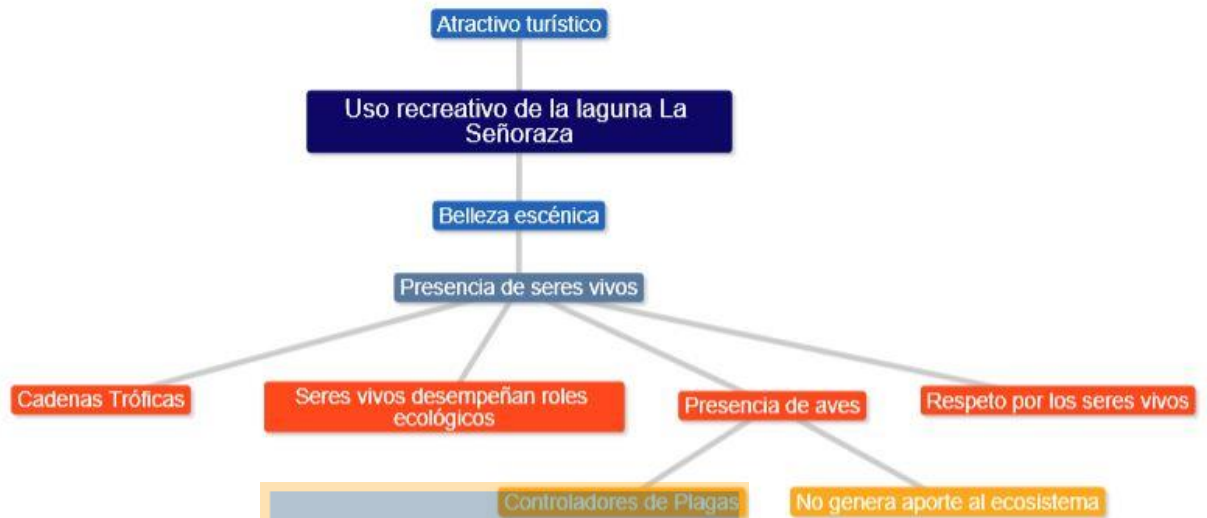 Atractivo turístico
Uso recreativo de la laguna La
Señoraza
Belleza escénica
Presencia de seres vivos
Cadenas Tróficas
Seres vivos desempeñan roles
ecológicos
Presencia de aves
Respeto por los seres vivos
Controladores de Plagas
No genera aporte al ecosistema